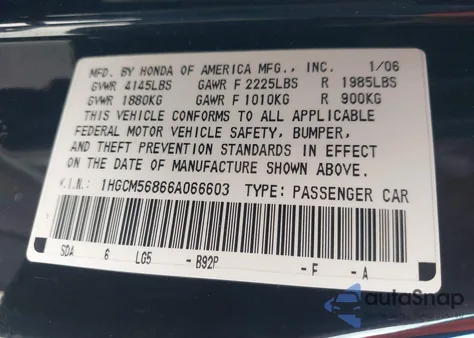 MFD. BY HONDA OF AMERICA MFG., INC. 1/06
GVWR 4145LBS GAWR F 2225LBS R 1985LBS
GVWR 1880KG GAWR F 1010KG R 900KG
THIS VEHICLE CONFORMS TO ALL APPLICABLE
FEDERAL MOTOR VEHICLE SAFETY, BUMPER,
AND THEFT PREVENTION STANDARDS IN EFFECT
ON THE DATE OF MANUFACTURE SHOWN ABOVE.
V.I.N.: 1HGCM56866A066603 TYPE: PASSENGER CAR
SDA 6 LG5 -B92P -F -A
autoSnap